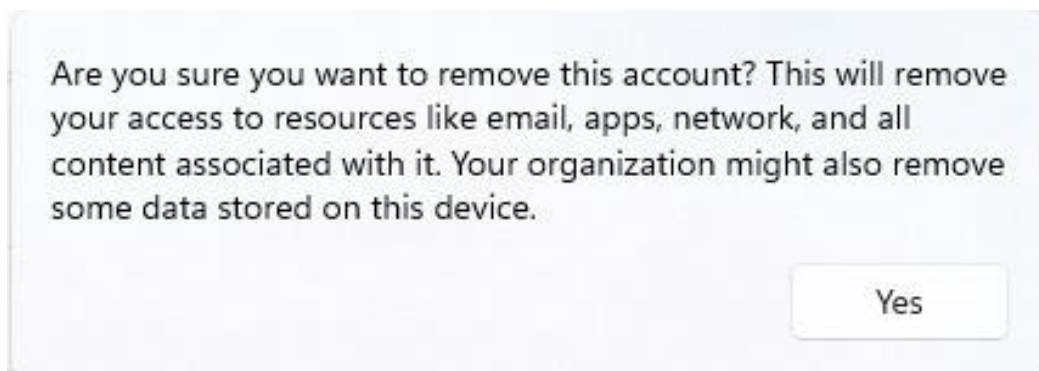 Are you sure you want to remove this account? This will remove
your access to resources like email, apps, network, and all
content associated with it. Your organization might also remove
some data stored on this device.
Yes